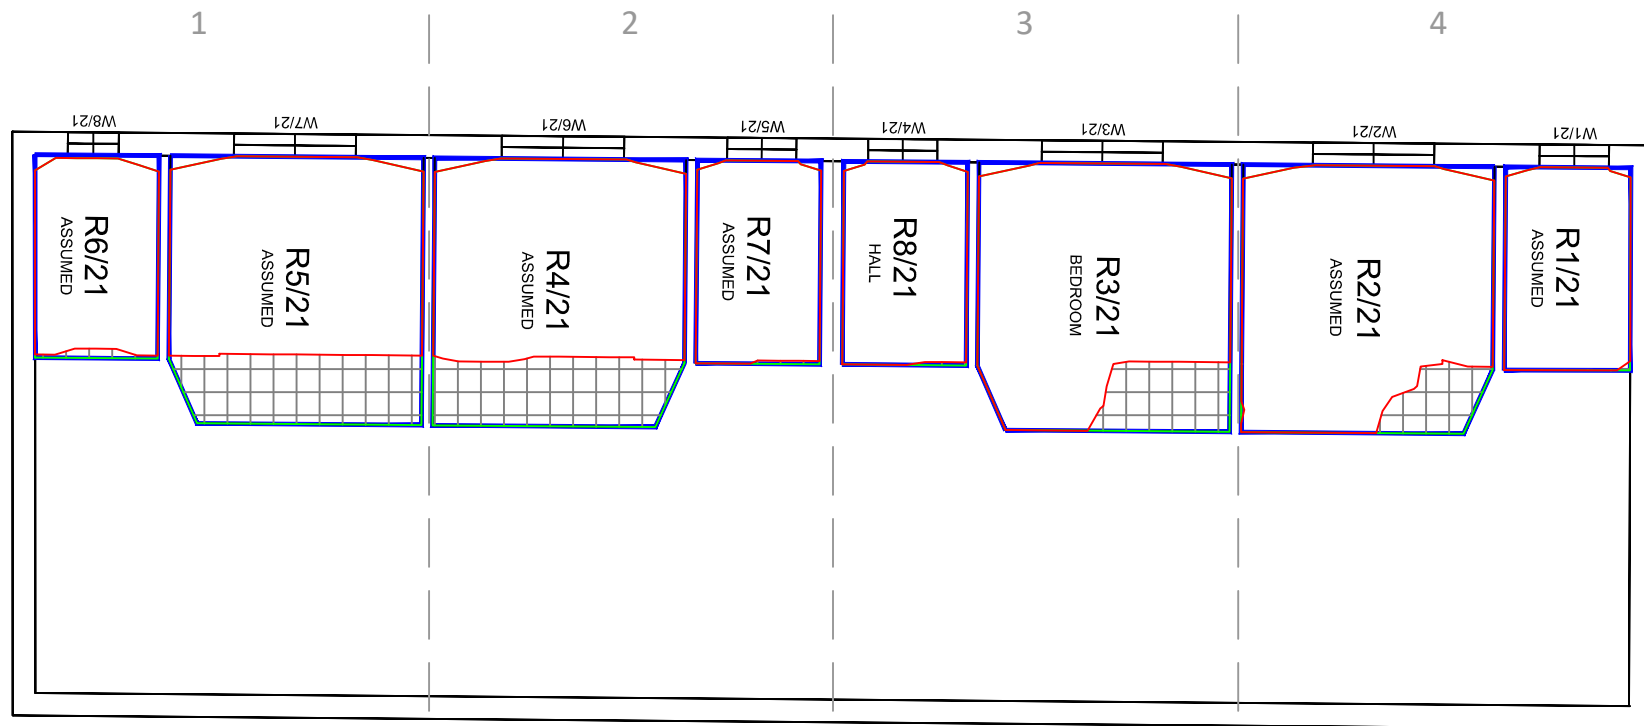 1
2
3
4
W8/21
W7/21
W6/21
W5/21
W4/21
W3/21
W2/21
W1/21
R6/21
ASSUMED
R5/21
ASSUMED
R4/21
ASSUMED
R7/21
ASSUMED
R8/21
HALL
R3/21
BEDROOM
R2/21
ASSUMED
R1/21
ASSUMED